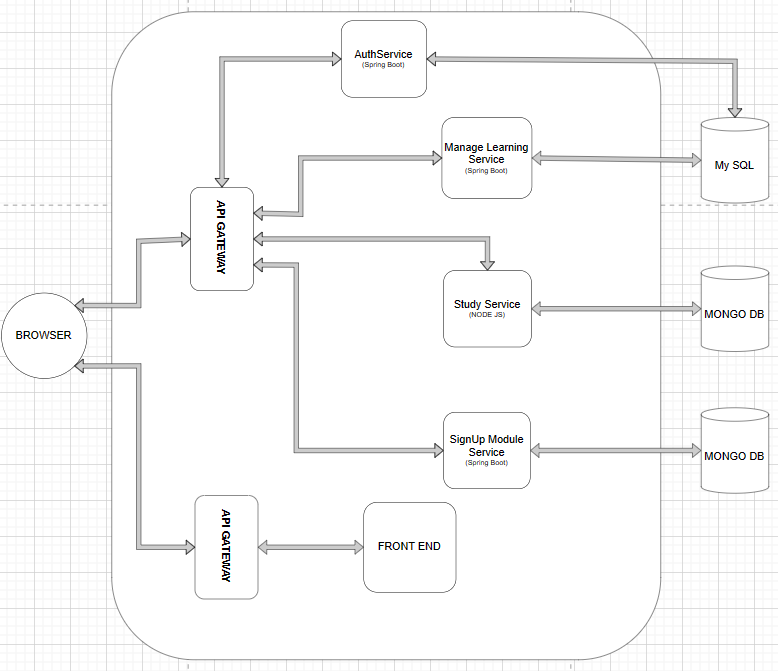 AuthService
(Spring Boot)
Manage Learning
Service
(Spring Boot)
My SQL
API GATEWAY
Study Service
(NODE JS)
MONGO DB
BROWSER
SignUp Module
Service
(Spring Boot)
MONGO DB
API GATEWAY
FRONT END